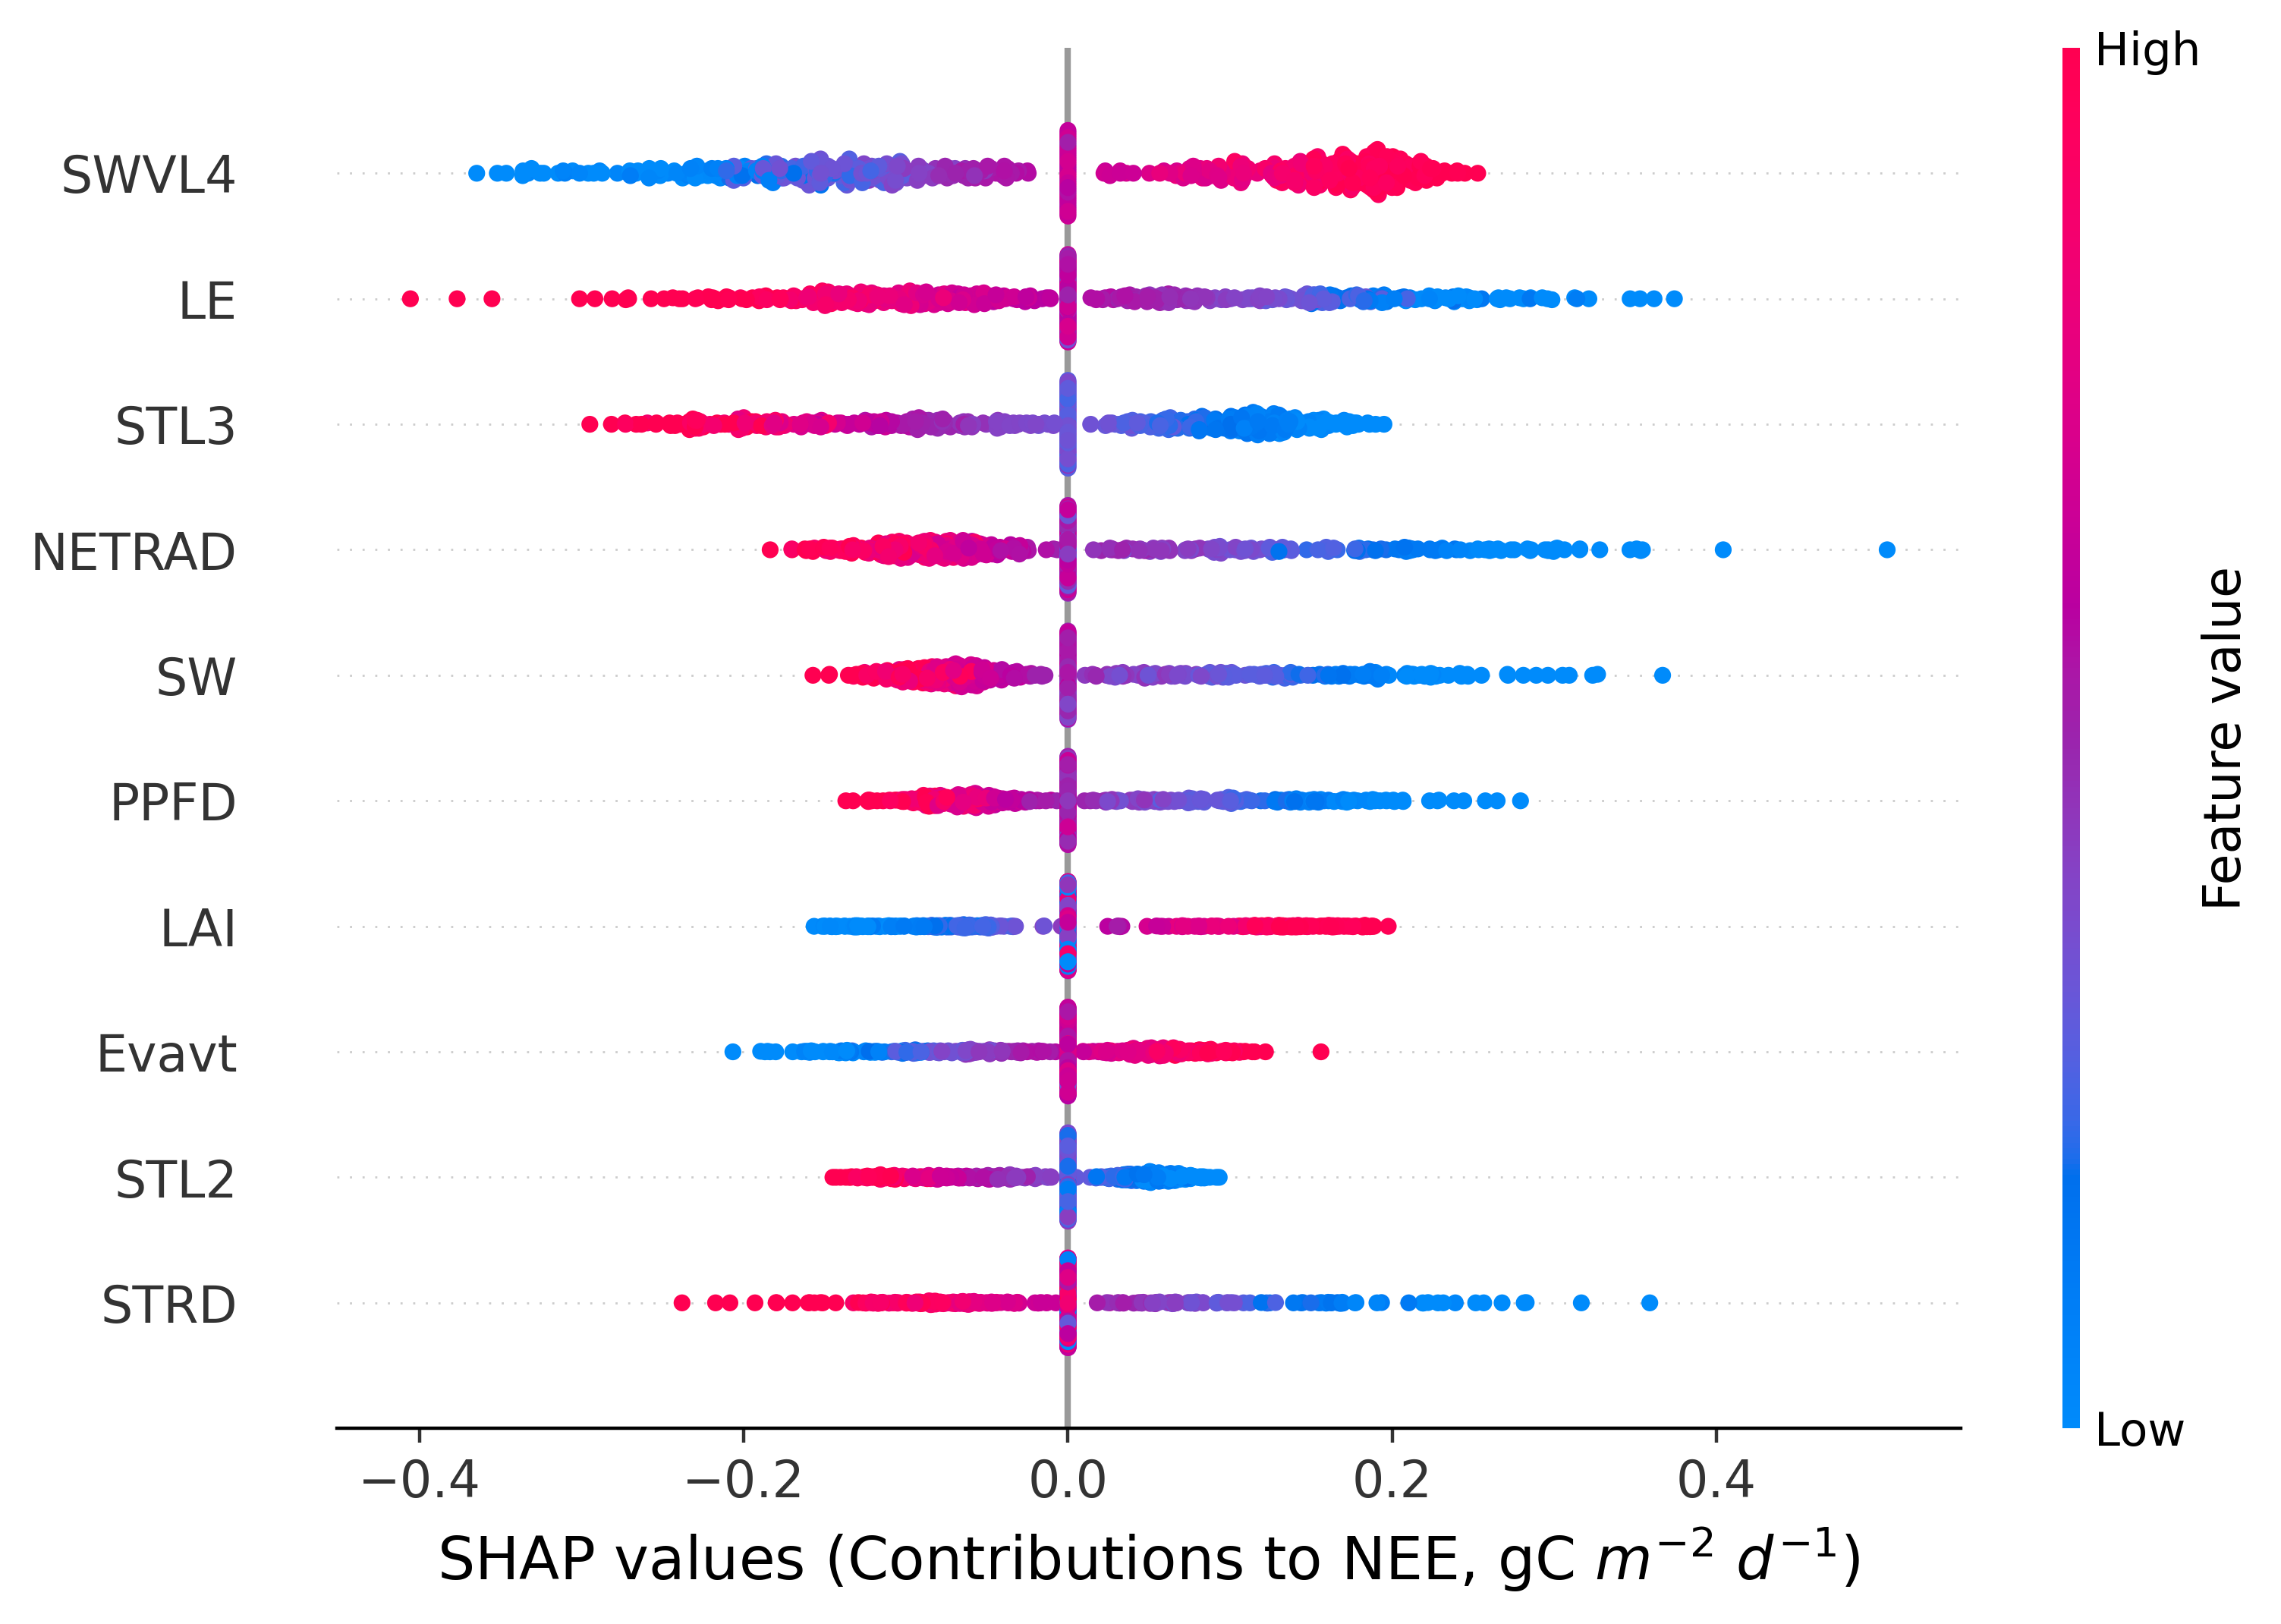 High
SWVL4
LE
STL3
NETRAD
SW
PPFD
LAI
Evavt
STL2
STRD
Feature value
Low
−0.4 −0.2 0.0 0.2 0.4
SHAP values (Contributions to NEE, gC m⁻² d⁻¹)